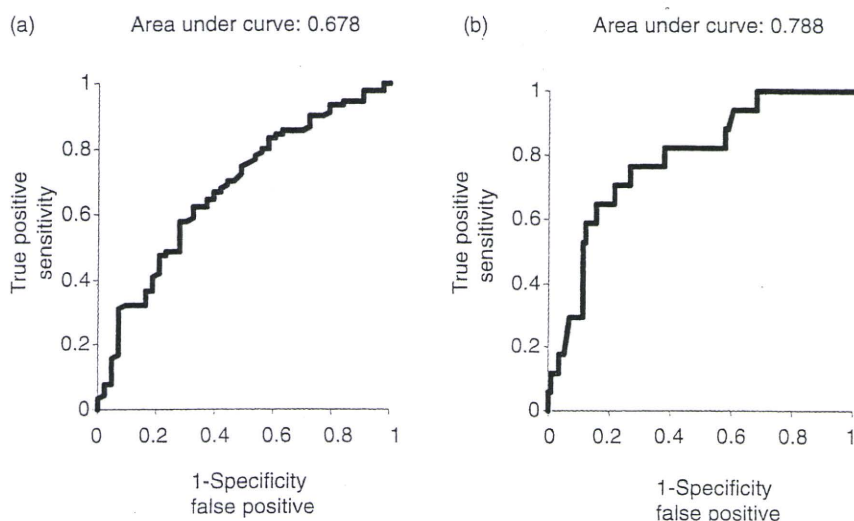 (a) Area under curve: 0.678
1
0.8
0.6
0.4
0.2
0
True positive
sensitivity
0 0.2 0.4 0.6 0.8 1
1-Specificity
false positive
(b) Area under curve: 0.788
1
0.8
0.6
0.4
0.2
0
True positive
sensitivity
0 0.2 0.4 0.6 0.8 1
1-Specificity
false positive